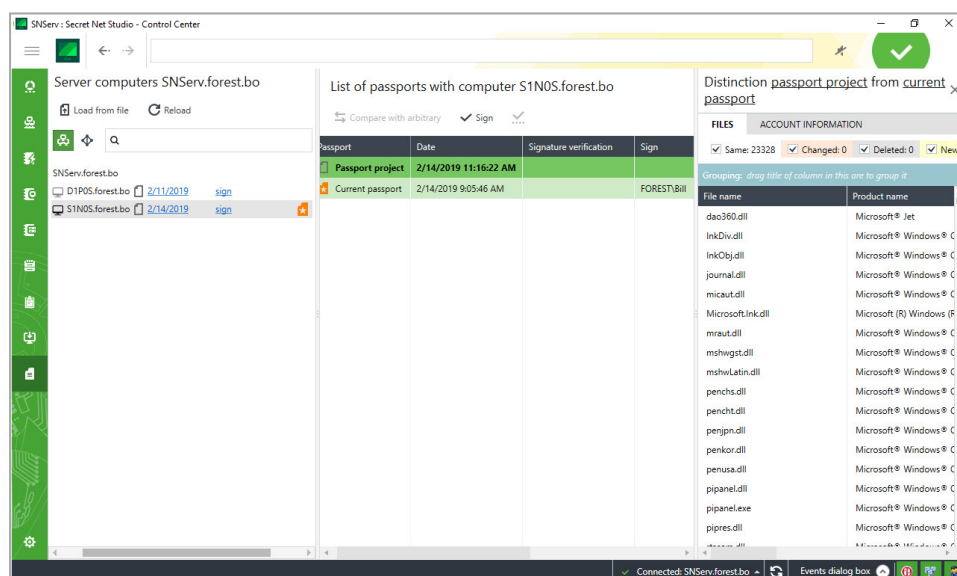 SNServ : Secret Net Studio - Control Center
Server computers SNServ.forest.bo
Load from file Reload
SNServ.forest.bo
D1P0S.forest.bo 2/11/2019 sign
S1N0S.forest.bo 2/14/2019 sign
List of passports with computer S1N0S.forest.bo
Compare with arbitrary Sign
Passport Date Signature verification Sign
Passport project 2/14/2019 11:16:22 AM
Current passport 2/14/2019 9:05:46 AM FOREST\Bill
Distinction passport project from current
passport
FILES ACCOUNT INFORMATION
Same: 23328 Changed: 0 Deleted: 0 New
Grouping: drag title of column in this are to group it
File name Product name
dao360.dll Microsoft® Jet
InkDiv.dll Microsoft® Windows®
InkObj.dll Microsoft® Windows®
journal.dll Microsoft® Windows®
micaut.dll Microsoft® Windows®
Microsoft.Ink.dll Microsoft (R) Windows (R
mraut.dll Microsoft® Windows®
mshwgst.dll Microsoft® Windows®
mshwLatin.dll Microsoft® Windows®
penchs.dll Microsoft® Windows®
pencht.dll Microsoft® Windows®
penjpn.dll Microsoft® Windows®
penkor.dll Microsoft® Windows®
penusa.dll Microsoft® Windows®
pipanel.dll Microsoft® Windows®
pipanel.exe Microsoft® Windows®
pipres.dll Microsoft® Windows®
Connected: SNServ.forest.bo Events dialog box